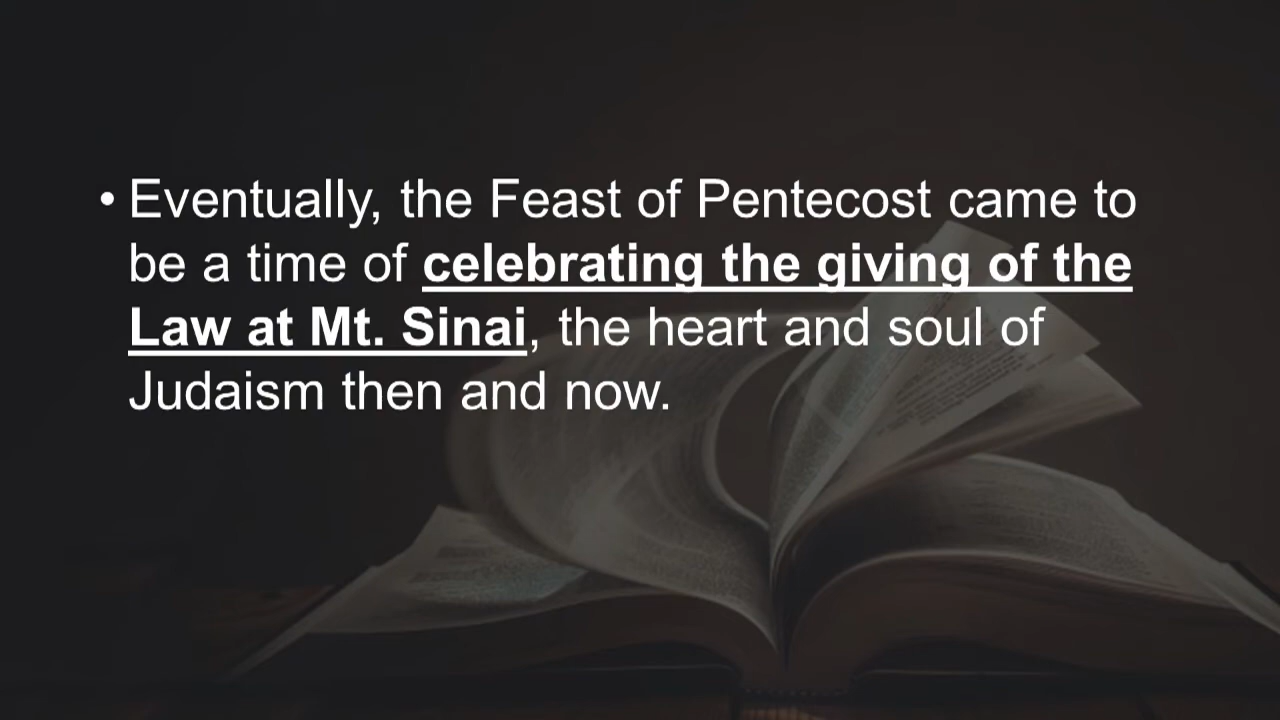 • Eventually, the Feast of Pentecost came to
be a time of celebrating the giving of the
Law at Mt. Sinai, the heart and soul of
Judaism then and now.